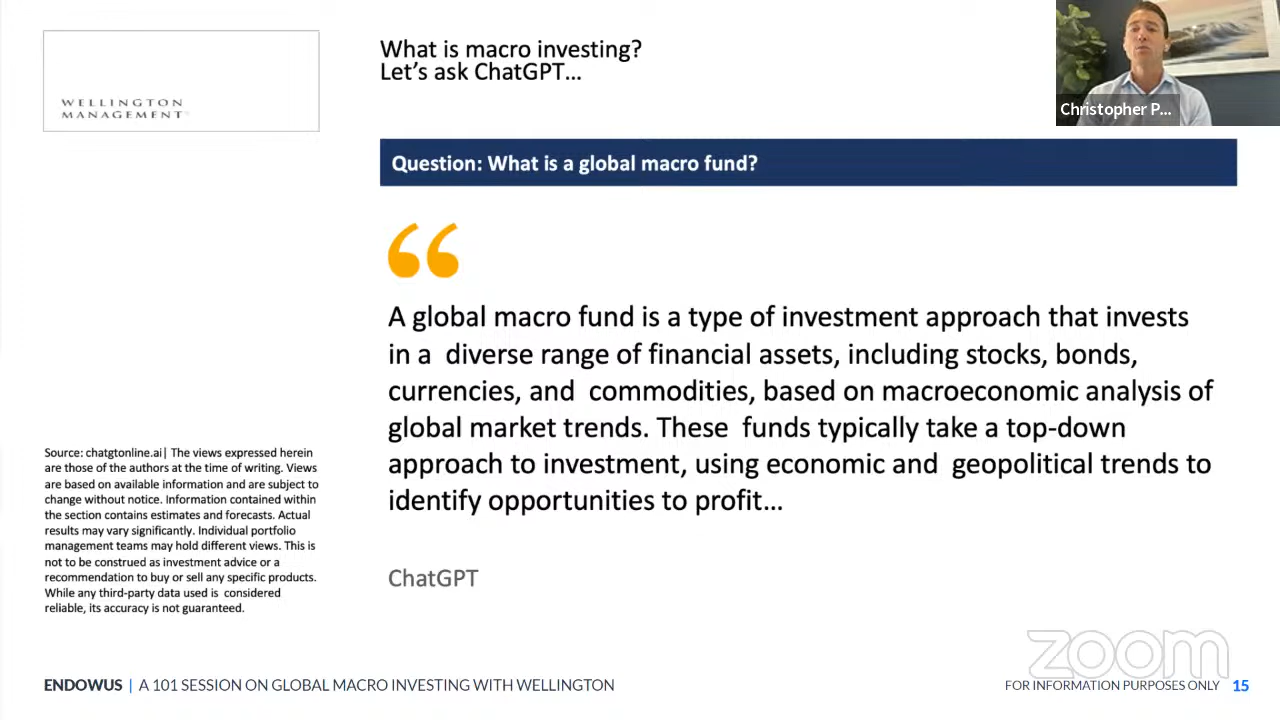 WELLINGTON
MANAGEMENT
What is macro investing?
Let’s ask ChatGPT…
Christopher P...
Question: What is a global macro fund?
“
A global macro fund is a type of investment approach that invests
in a diverse range of financial assets, including stocks, bonds,
currencies, and commodities, based on macroeconomic analysis of
global market trends. These funds typically take a top-down
approach to investment, using economic and geopolitical trends to
identify opportunities to profit…
ChatGPT
Source: chatgtonline.ai| The views expressed herein
are those of the authors at the time of writing. Views
are based on available information and are subject to
change without notice. Information contained within
the section contains estimates and forecasts. Actual
results may vary significantly. Individual portfolio
management teams may hold different views. This is
not to be construed as investment advice or a
recommendation to buy or sell any specific products.
While any third-party data used is considered
reliable, its accuracy is not guaranteed.
zoom
ENDOWUS | A 101 SESSION ON GLOBAL MACRO INVESTING WITH WELLINGTON
FOR INFORMATION PURPOSES ONLY 15